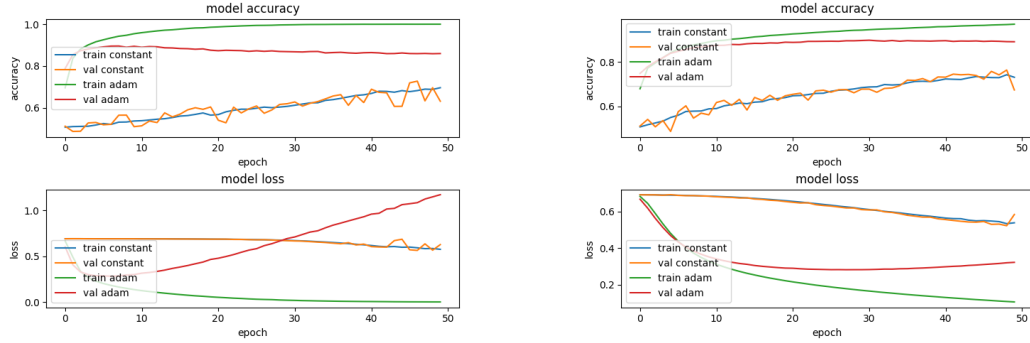 model accuracy
accuracy
1.0
0.8
0.6
train constant
val constant
train adam
val adam
0 10 20 30 40 50
epoch
model loss
loss
1.0
0.5
0.0
train constant
val constant
train adam
val adam
0 10 20 30 40 50
epoch
model accuracy
accuracy
0.8
0.6
train constant
val constant
train adam
val adam
0 10 20 30 40 50
epoch
model loss
loss
0.6
0.4
0.2
train constant
val constant
train adam
val adam
0 10 20 30 40 50
epoch